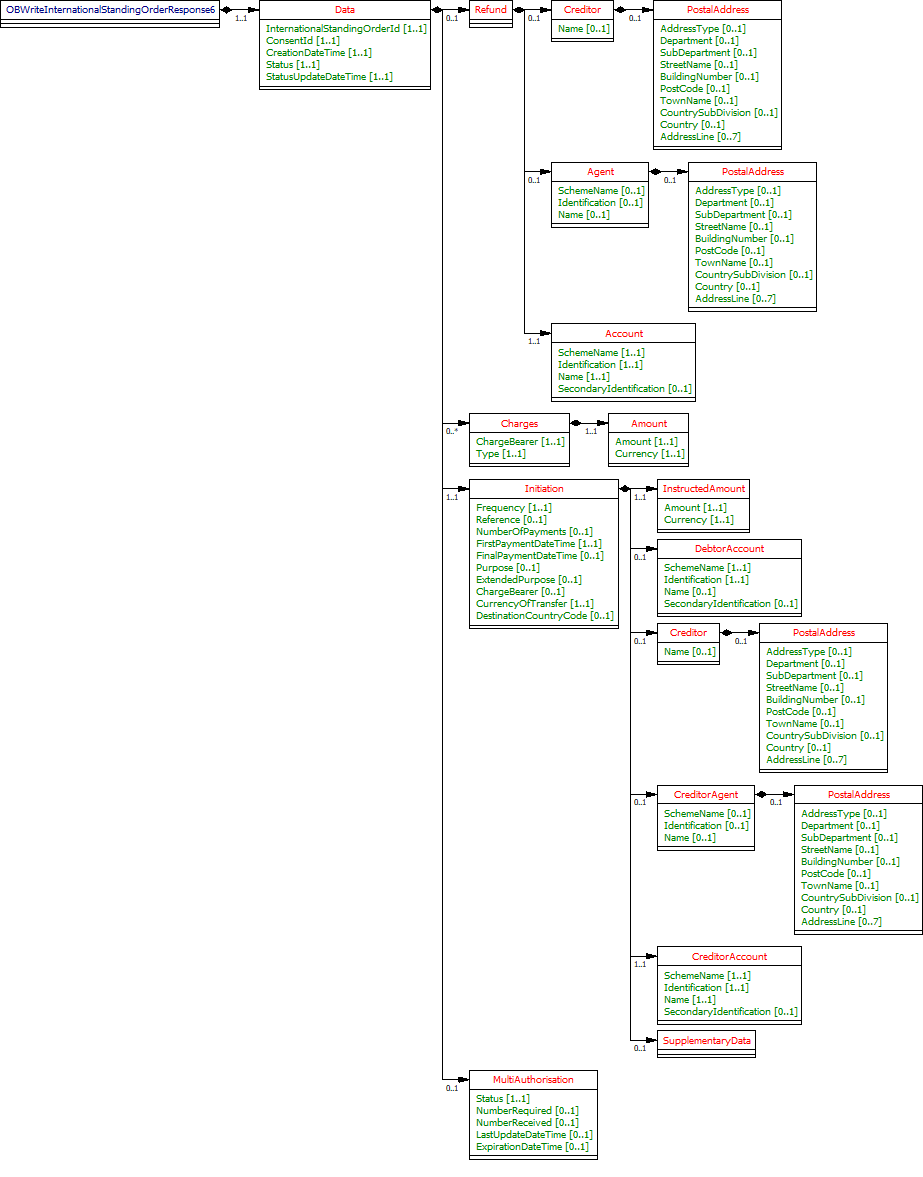 OBWriteInternationalStandingOrderResponse6
1..1
Data
InternationalStandingOrderId [1..1]
ConsentId [1..1]
CreationDateTime [1..1]
Status [1..1]
StatusUpdateDateTime [1..1]
0..1
Refund
0..1
Creditor
Name [0..1]
0..1
PostalAddress
AddressType [0..1]
Department [0..1]
SubDepartment [0..1]
StreetName [0..1]
BuildingNumber [0..1]
PostCode [0..1]
TownName [0..1]
CountrySubDivision [0..1]
Country [0..1]
AddressLine [0..7]
0..1
Agent
SchemeName [0..1]
Identification [0..1]
Name [0..1]
0..1
PostalAddress
AddressType [0..1]
Department [0..1]
SubDepartment [0..1]
StreetName [0..1]
BuildingNumber [0..1]
PostCode [0..1]
TownName [0..1]
CountrySubDivision [0..1]
Country [0..1]
AddressLine [0..7]
1..1
Account
SchemeName [1..1]
Identification [1..1]
Name [1..1]
SecondaryIdentification [0..1]
0..*
Charges
ChargeBearer [1..1]
Type [1..1]
1..1
Amount
Amount [1..1]
Currency [1..1]
1..1
Initiation
Frequency [1..1]
Reference [0..1]
NumberOfPayments [0..1]
FirstPaymentDateTime [1..1]
FinalPaymentDateTime [0..1]
Purpose [0..1]
ExtendedPurpose [0..1]
ChargeBearer [0..1]
CurrencyOfTransfer [1..1]
DestinationCountryCode [0..1]
1..1
InstructedAmount
Amount [1..1]
Currency [1..1]
0..1
DebtorAccount
SchemeName [1..1]
Identification [1..1]
Name [0..1]
SecondaryIdentification [0..1]
0..1
Creditor
Name [0..1]
0..1
PostalAddress
AddressType [0..1]
Department [0..1]
SubDepartment [0..1]
StreetName [0..1]
BuildingNumber [0..1]
PostCode [0..1]
TownName [0..1]
CountrySubDivision [0..1]
Country [0..1]
AddressLine [0..7]
0..1
CreditorAgent
SchemeName [0..1]
Identification [0..1]
Name [0..1]
0..1
PostalAddress
AddressType [0..1]
Department [0..1]
SubDepartment [0..1]
StreetName [0..1]
BuildingNumber [0..1]
PostCode [0..1]
TownName [0..1]
CountrySubDivision [0..1]
Country [0..1]
AddressLine [0..7]
1..1
CreditorAccount
SchemeName [1..1]
Identification [1..1]
Name [1..1]
SecondaryIdentification [0..1]
0..1
SupplementaryData
0..1
MultiAuthorisation
Status [1..1]
NumberRequired [0..1]
NumberReceived [0..1]
LastUpdateDateTime [0..1]
ExpirationDateTime [0..1]